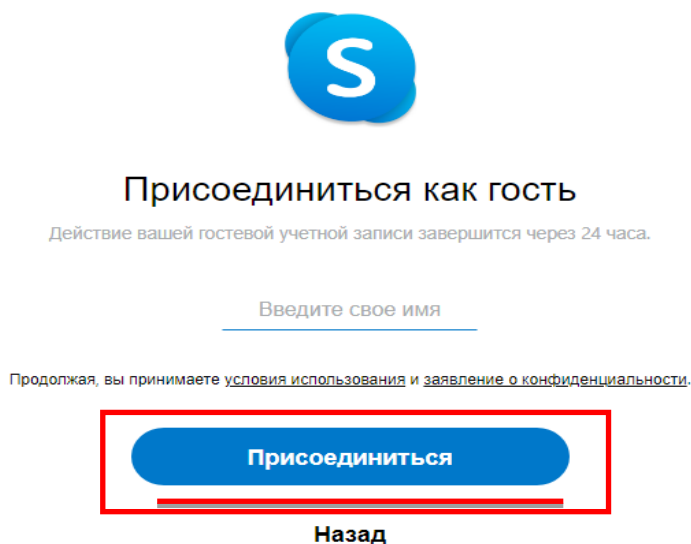 S
Присоединиться как гость
Действие вашей гостевой учетной записи завершится через 24 часа.
Введите свое имя
Продолжая, вы принимаете условия использования и заявление о конфиденциальности.
Присоединиться
Назад